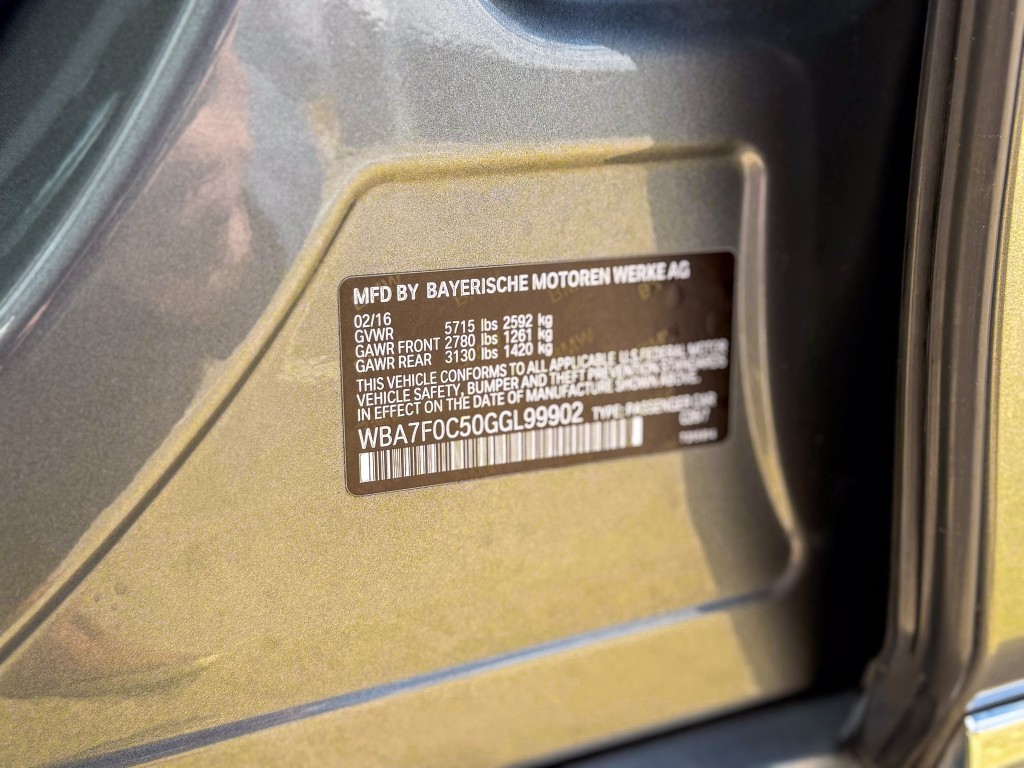 MFD BY BAYERISCHE MOTOREN WERKE AG
02/16
GVWR 5715 lbs 2592 kg
GAWR FRONT 2780 lbs 1261 kg
GAWR REAR 3130 lbs 1420 kg
THIS VEHICLE CONFORMS TO ALL APPLICABLE U.S. FEDERAL MOTOR
VEHICLE SAFETY, BUMPER AND THEFT PREVENTION STANDARDS
IN EFFECT ON THE DATE OF MANUFACTURE SHOWN ABOVE.
WBA7F0C50GGL99902 TYPE: PASSENGER CAR